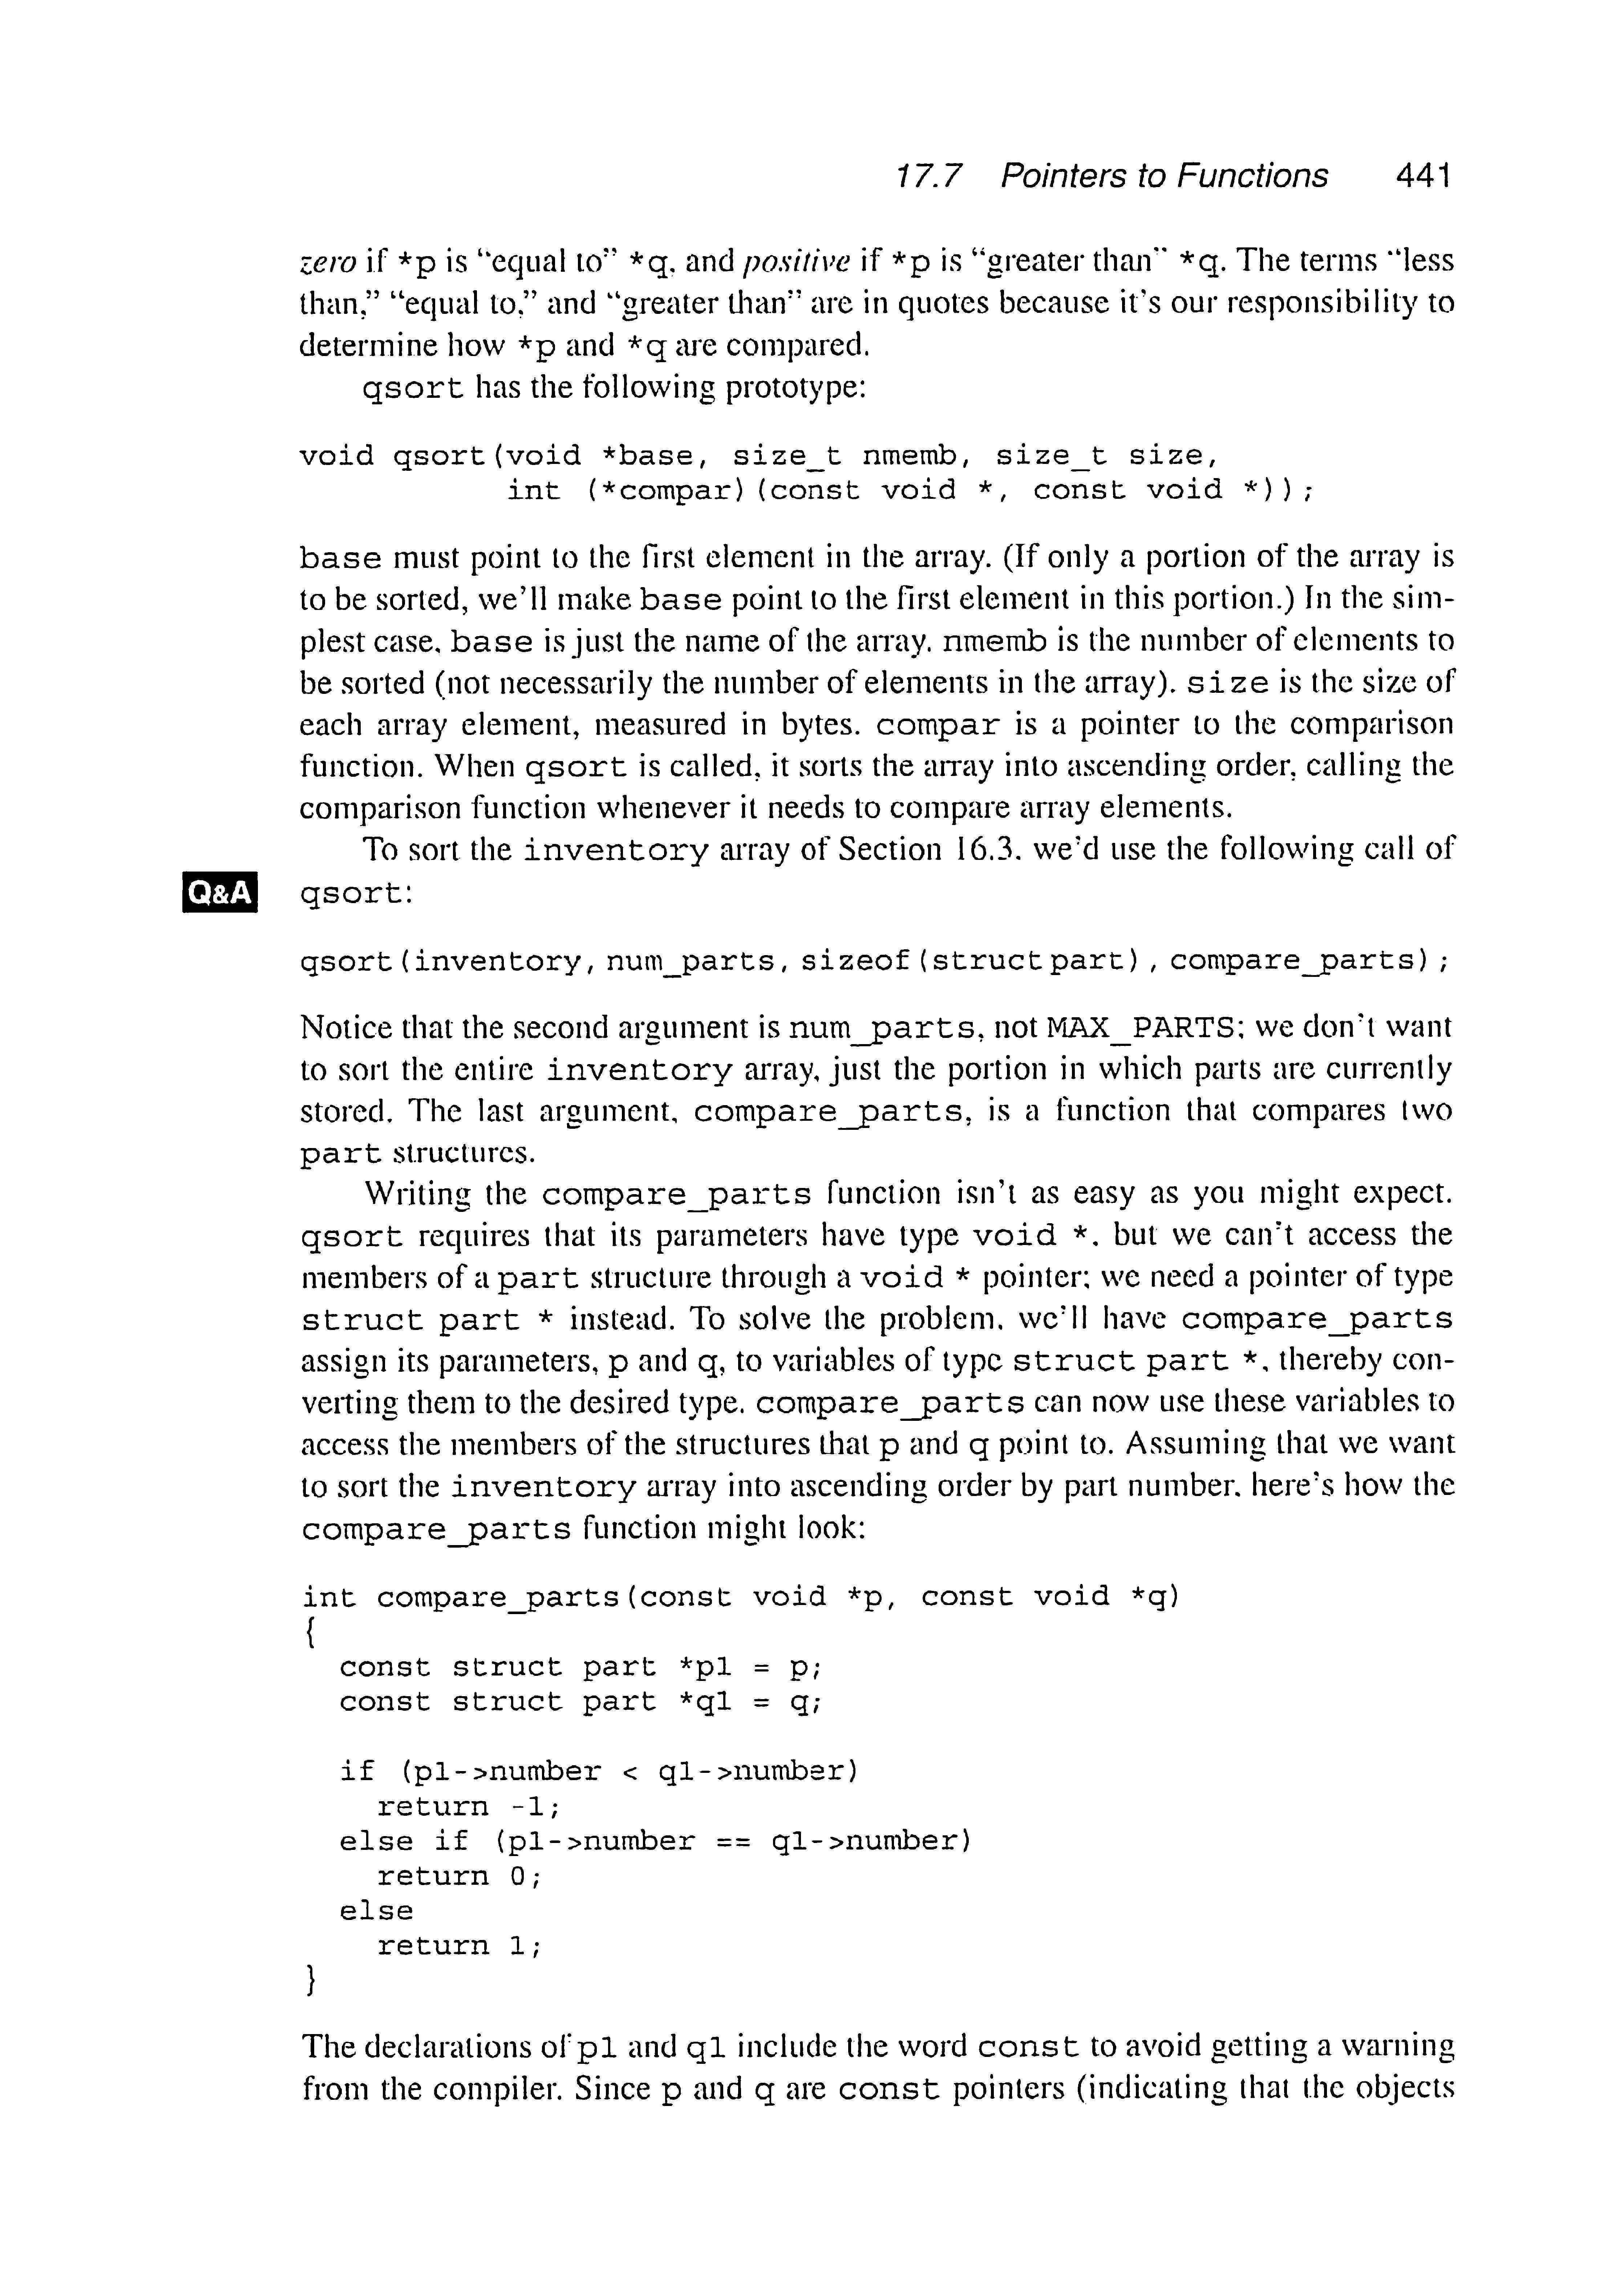 17.7 Pointers to Functions 441
zero if *p is "equal to" *q, and positive if *p is "greater than" *q. The terms "less
than," "equal to," and "greater than" are in quotes because it's our responsibility to
determine how *p and *q are compared.
qsort has the following prototype:
void qsort(void *base, size_t nmemb, size_t size,
int (*compar)(const void *, const void *));
base must point to the first element in the array. (If only a portion of the array is
to be sorted, we'll make base point to the first element in this portion.) In the sim-
plest case, base is just the name of the array. nmemb is the number of elements to
be sorted (not necessarily the number of elements in the array). size is the size of
each array element, measured in bytes. compar is a pointer to the comparison
function. When qsort is called, it sorts the array into ascending order, calling the
comparison function whenever it needs to compare array elements.
To sort the inventory array of Section 16.3, we'd use the following call of
Q&A qsort:
qsort(inventory, num_parts, sizeof(struct part), compare_parts);
Notice that the second argument is num_parts, not MAX_PARTS; we don't want
to sort the entire inventory array, just the portion in which parts are currently
stored. The last argument, compare_parts, is a function that compares two
part structures.
Writing the compare_parts function isn't as easy as you might expect.
qsort requires that its parameters have type void *, but we can't access the
members of a part structure through a void * pointer; we need a pointer of type
struct part * instead. To solve the problem, we'll have compare_parts
assign its parameters, p and q, to variables of type struct part *, thereby con-
verting them to the desired type. compare_parts can now use these variables to
access the members of the structures that p and q point to. Assuming that we want
to sort the inventory array into ascending order by part number, here's how the
compare_parts function might look:
int compare_parts(const void *p, const void *q)
{
const struct part *p1 = p;
const struct part *q1 = q;
if (p1->number < q1->number)
return -1;
else if (p1->number == q1->number)
return 0;
else
return 1;
}
The declarations of p1 and q1 include the word const to avoid getting a warning
from the compiler. Since p and q are const pointers (indicating that the objects